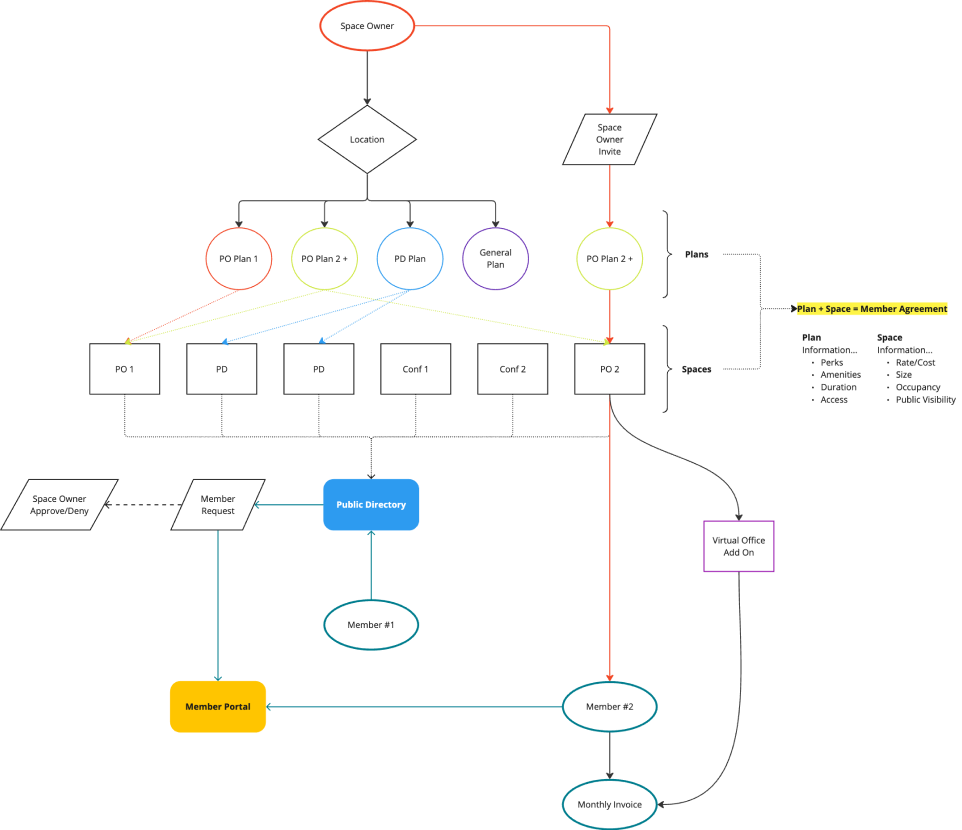 Space Owner
Location
Space
Owner
Invite
PO Plan 1
PO Plan 2 +
PD Plan
General
Plan
PO Plan 2 +
Plans
Plan + Space = Member Agreement
Plan
Information...
• Perks
• Amenities
• Duration
• Access
Space
Information...
• Rate/Cost
• Size
• Occupancy
• Public Visibility
PO 1
PD
PD
Conf 1
Conf 2
PO 2
Spaces
Space Owner
Approve/Deny
Member
Request
Public Directory
Virtual Office
Add On
Member #1
Member Portal
Member #2
Monthly Invoice